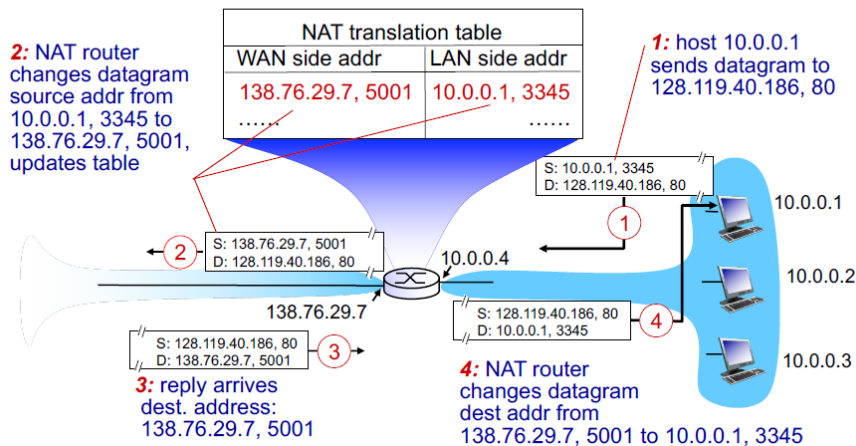 NAT translation table
WAN side addr LAN side addr
138.76.29.7, 5001 10.0.0.1, 3345
...... ......
2: NAT router
changes datagram
source addr from
10.0.0.1, 3345 to
138.76.29.7, 5001,
updates table
1: host 10.0.0.1
sends datagram to
128.119.40.186, 80
S: 10.0.0.1, 3345
D: 128.119.40.186, 80
1
10.0.0.1
2
S: 138.76.29.7, 5001
D: 128.119.40.186, 80
10.0.0.4
10.0.0.2
138.76.29.7
S: 128.119.40.186, 80
D: 10.0.0.1, 3345
4
S: 128.119.40.186, 80
D: 138.76.29.7, 5001
3
10.0.0.3
3: reply arrives
dest. address:
138.76.29.7, 5001
4: NAT router
changes datagram
dest addr from
138.76.29.7, 5001 to 10.0.0.1, 3345